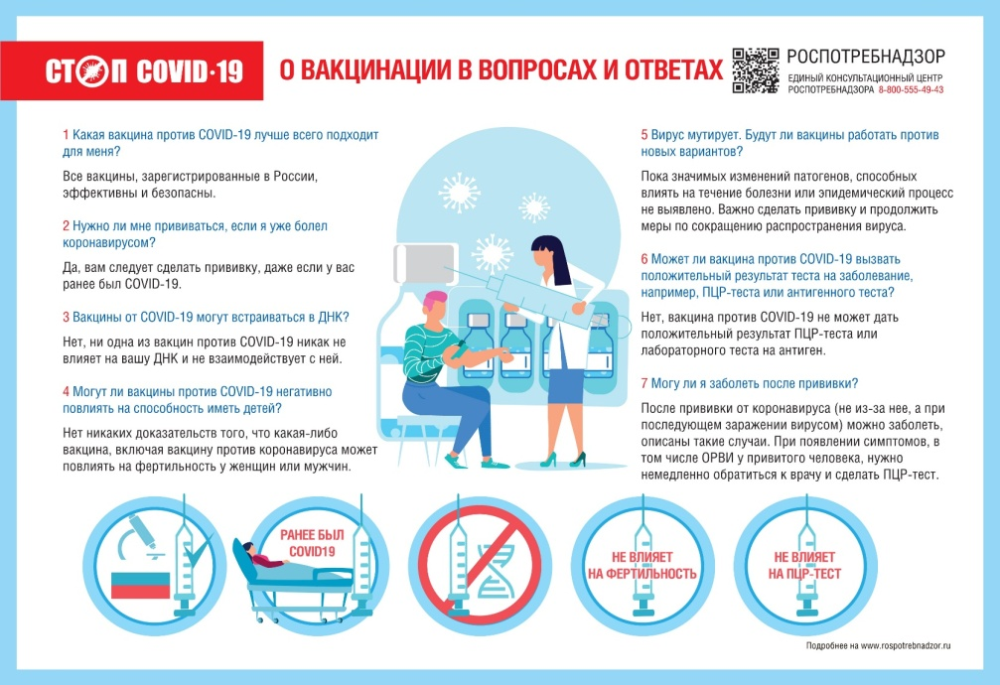 СТОП COVID·19
О ВАКЦИНАЦИИ В ВОПРОСАХ И ОТВЕТАХ
РОСПОТРЕБНАДЗОР
ЕДИНЫЙ КОНСУЛЬТАЦИОННЫЙ ЦЕНТР
РОСПОТРЕБНАДЗОРА 8-800-555-49-43
1 Какая вакцина против COVID-19 лучше всего подходит
для меня?
Все вакцины, зарегистрированные в России,
эффективны и безопасны.
2 Нужно ли мне прививаться, если я уже болел
коронавирусом?
Да, вам следует сделать прививку, даже если у вас
ранее был COVID-19.
3 Вакцины от COVID-19 могут встраиваться в ДНК?
Нет, ни одна из вакцин против COVID-19 никак не
влияет на вашу ДНК и не взаимодействует с ней.
4 Могут ли вакцины против COVID-19 негативно
повлиять на способность иметь детей?
Нет никаких доказательств того, что какая-либо
вакцина, включая вакцину против коронавируса может
повлиять на фертильность у женщин или мужчин.
5 Вирус мутирует. Будут ли вакцины работать против
новых вариантов?
Пока значимых изменений патогенов, способных
влиять на течение болезни или эпидемический процесс
не выявлено. Важно сделать прививку и продолжить
меры по сокращению распространения вируса.
6 Может ли вакцина против COVID-19 вызвать
положительный результат теста на заболевание,
например, ПЦР-теста или антигенного теста?
Нет, вакцина против COVID-19 не может дать
положительный результат ПЦР-теста или
лабораторного теста на антиген.
7 Могу ли я заболеть после прививки?
После прививки от коронавируса (не из-за нее, а при
последующем заражении вирусом) можно заболеть,
описаны такие случаи. При появлении симптомов, в
том числе ОРВИ у привитого человека, нужно
немедленно обратиться к врачу и сделать ПЦР-тест.
РАНЕЕ БЫЛ
COVID19
НЕ ВЛИЯЕТ
НА ФЕРТИЛЬНОСТЬ
НЕ ВЛИЯЕТ
НА ПЦР-ТЕСТ
Подробнее на www.rospotrebnadzor.ru